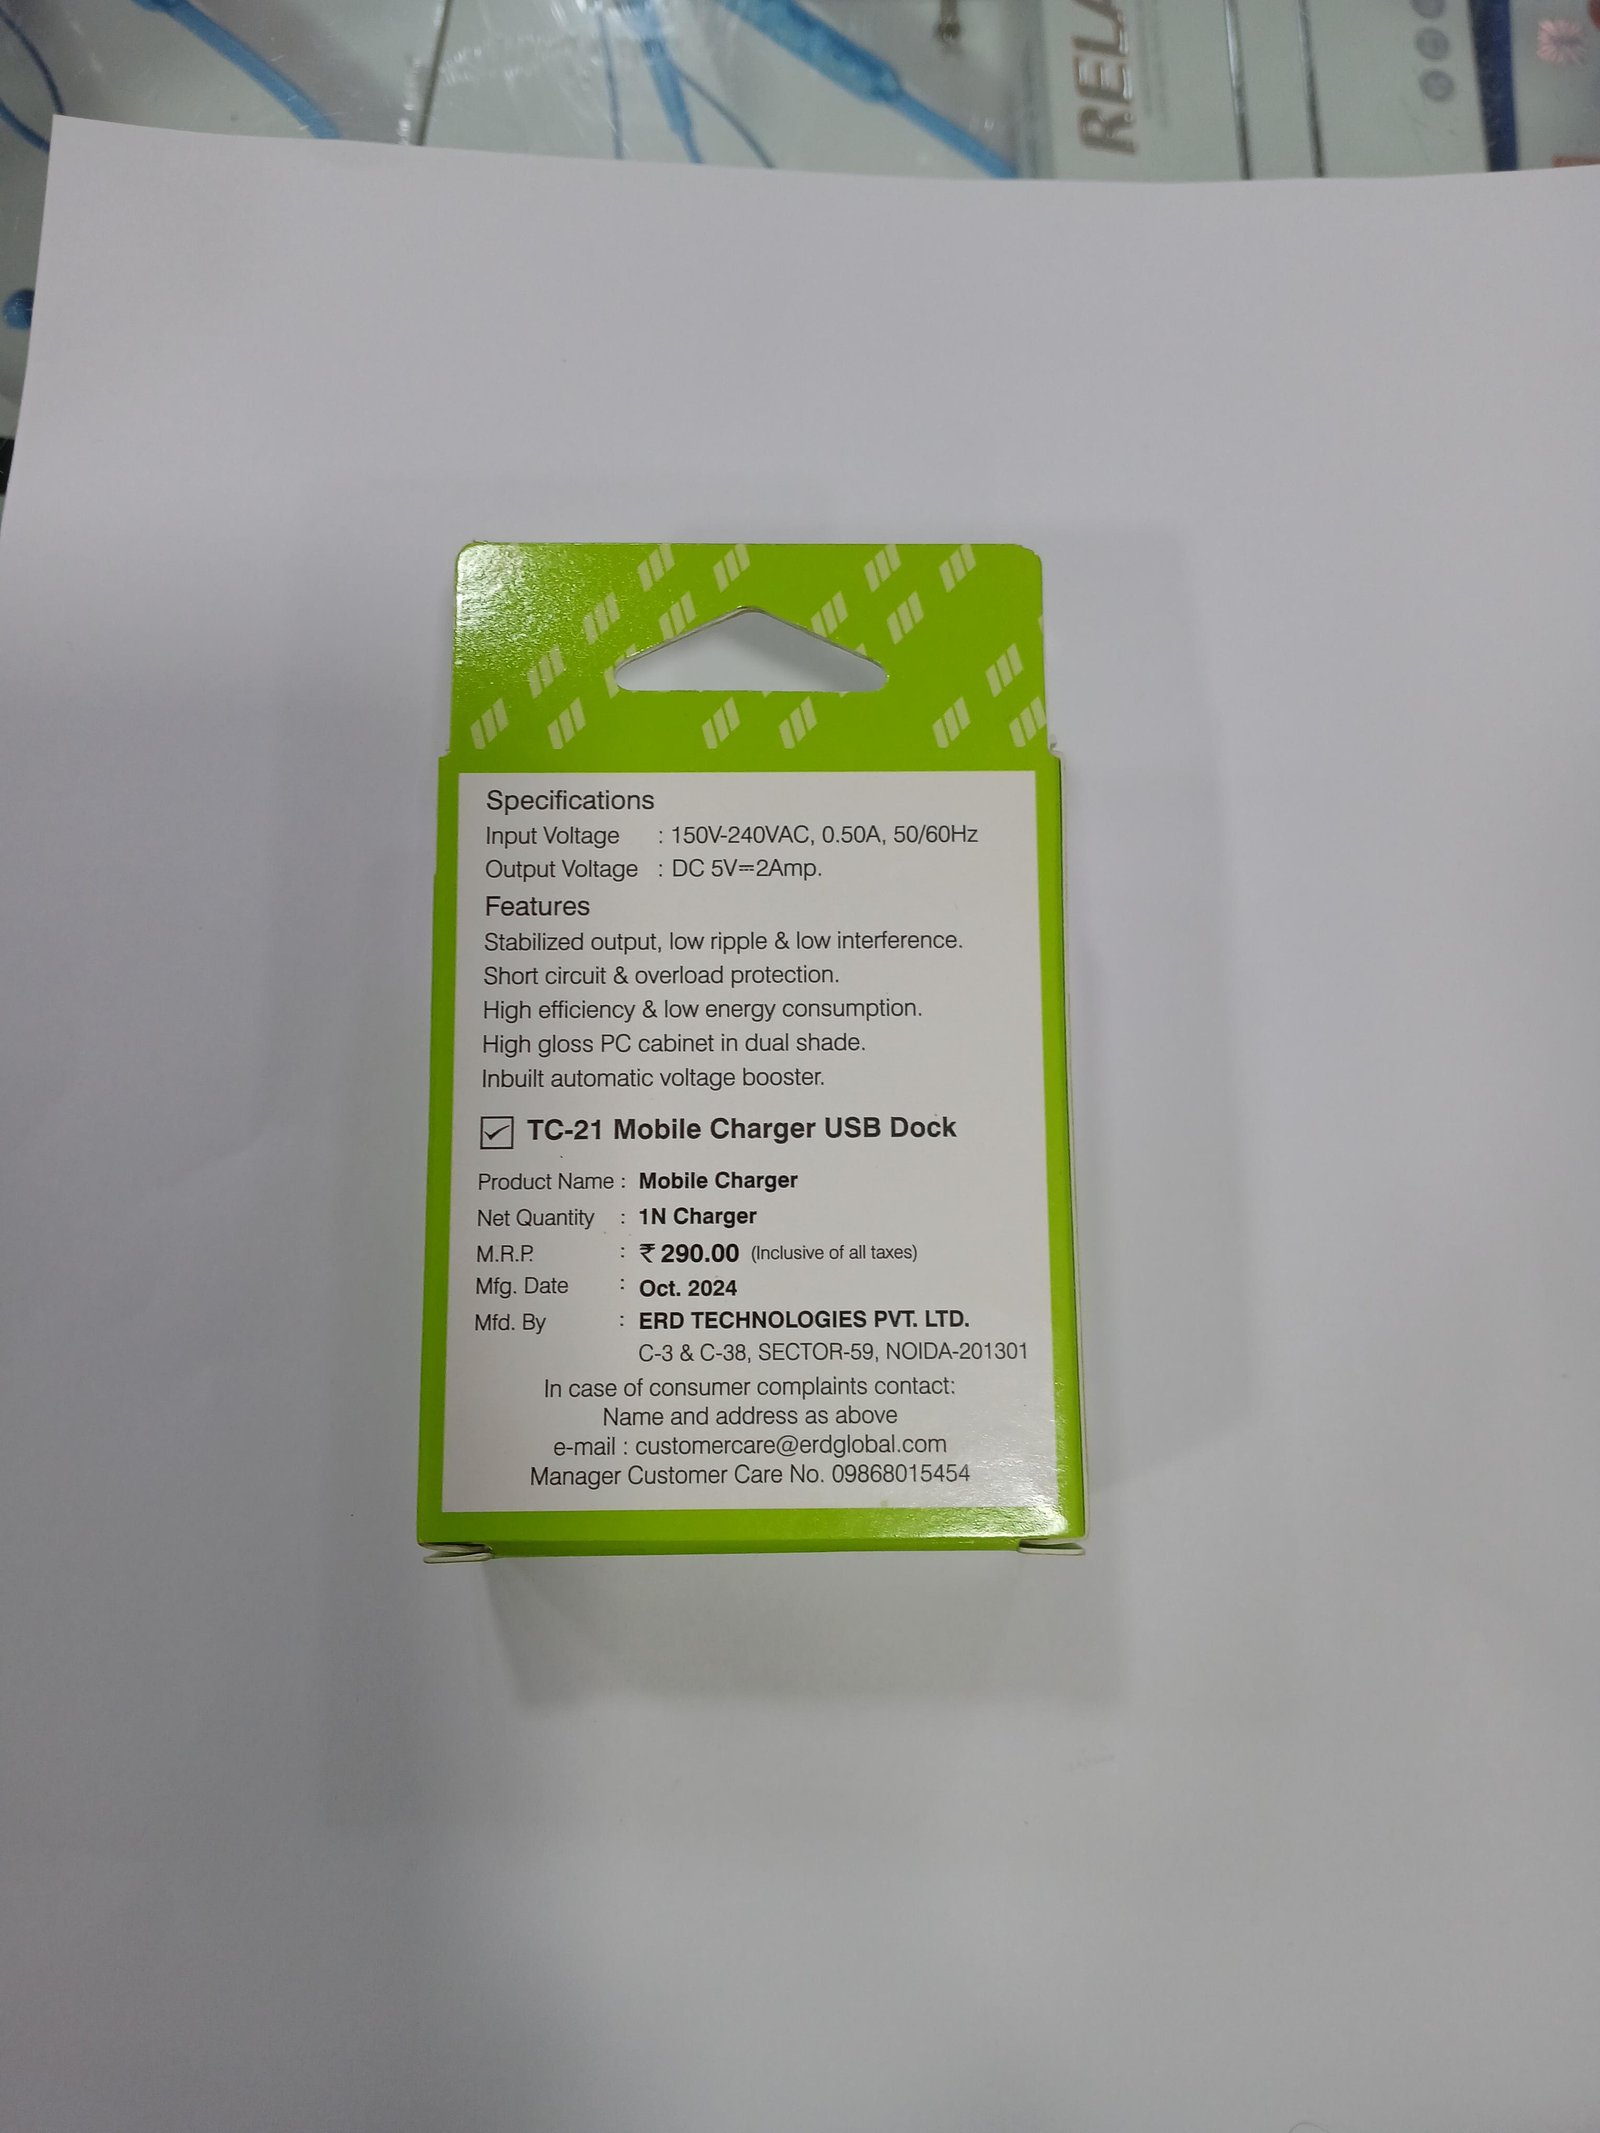 RELA
Specifications
Input Voltage : 150V-240VAC, 0.50A, 50/60Hz
Output Voltage : DC 5V⎓2Amp.
Features
Stabilized output, low ripple & low interference.
Short circuit & overload protection.
High efficiency & low energy consumption.
High gloss PC cabinet in dual shade.
Inbuilt automatic voltage booster.
TC-21 Mobile Charger USB Dock
Product Name : Mobile Charger
Net Quantity : 1N Charger
M.R.P. : ₹ 290.00 (Inclusive of all taxes)
Mfg. Date : Oct. 2024
Mfd. By : ERD TECHNOLOGIES PVT. LTD.
C-3 & C-38, SECTOR-59, NOIDA-201301
In case of consumer complaints contact:
Name and address as above
e-mail : customercare@erdglobal.com
Manager Customer Care No. 09868015454